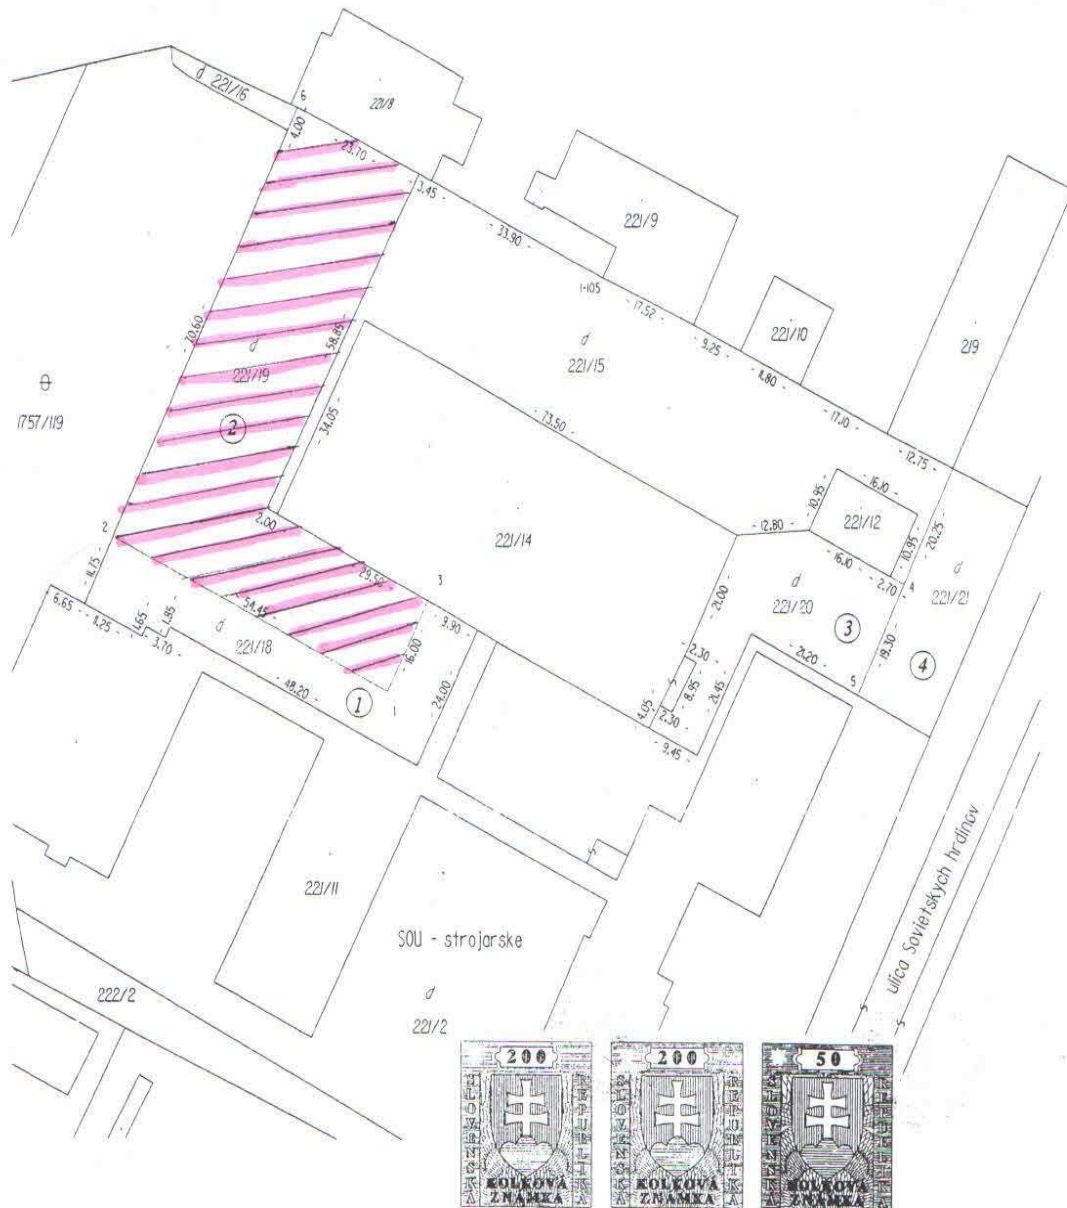 d 221/16
6
4.00
221/8
- 23.70 -
- 3.45
- 33.90 -
221/9
1-105
- 17.52 -
- 9.25 -
221/10
- 11.80 -
- 17.10 -
219
- 12.75 -
d
221/15
- 70.60 -
d
221/19
- 58.89 -
- 34.05 -
- 73.50 -
1757/119
2
2.00
221/14
- 12.80 -
- 10.95 -
- 16.10 -
221/12
- 16.10 -
- 10.95 -
- 2.70 -
4
- 20.25 -
d
221/21
2
- 11.75 -
- 29.50 -
3
- 9.90 -
- 54.45 -
- 16.00 -
- 24.00 -
- 21.00 -
d
221/20
3
- 19.30 -
4
- 21.20 -
5
6.65
- 11.25 -
1.65
- 3.70 -
1.85
d
221/18
- 48.20 -
1
1
- 2.30
s
- 8.95 -
- 2.30 -
- 4.05
- 21.45 -
- 9.45 -
s
221/11
SOU - strojarske
d
221/2
222/2
ulica Sovietskych hrdinov
s
s
200
SLOVENSKÁ
REPUBLIKA
KOLKOVÁ
ZNÁMKA
200
SLOVENSKÁ
REPUBLIKA
KOLKOVÁ
ZNÁMKA
50
SLOVENSKÁ
REPUBLIKA
KOLKOVÁ
ZNÁMKA